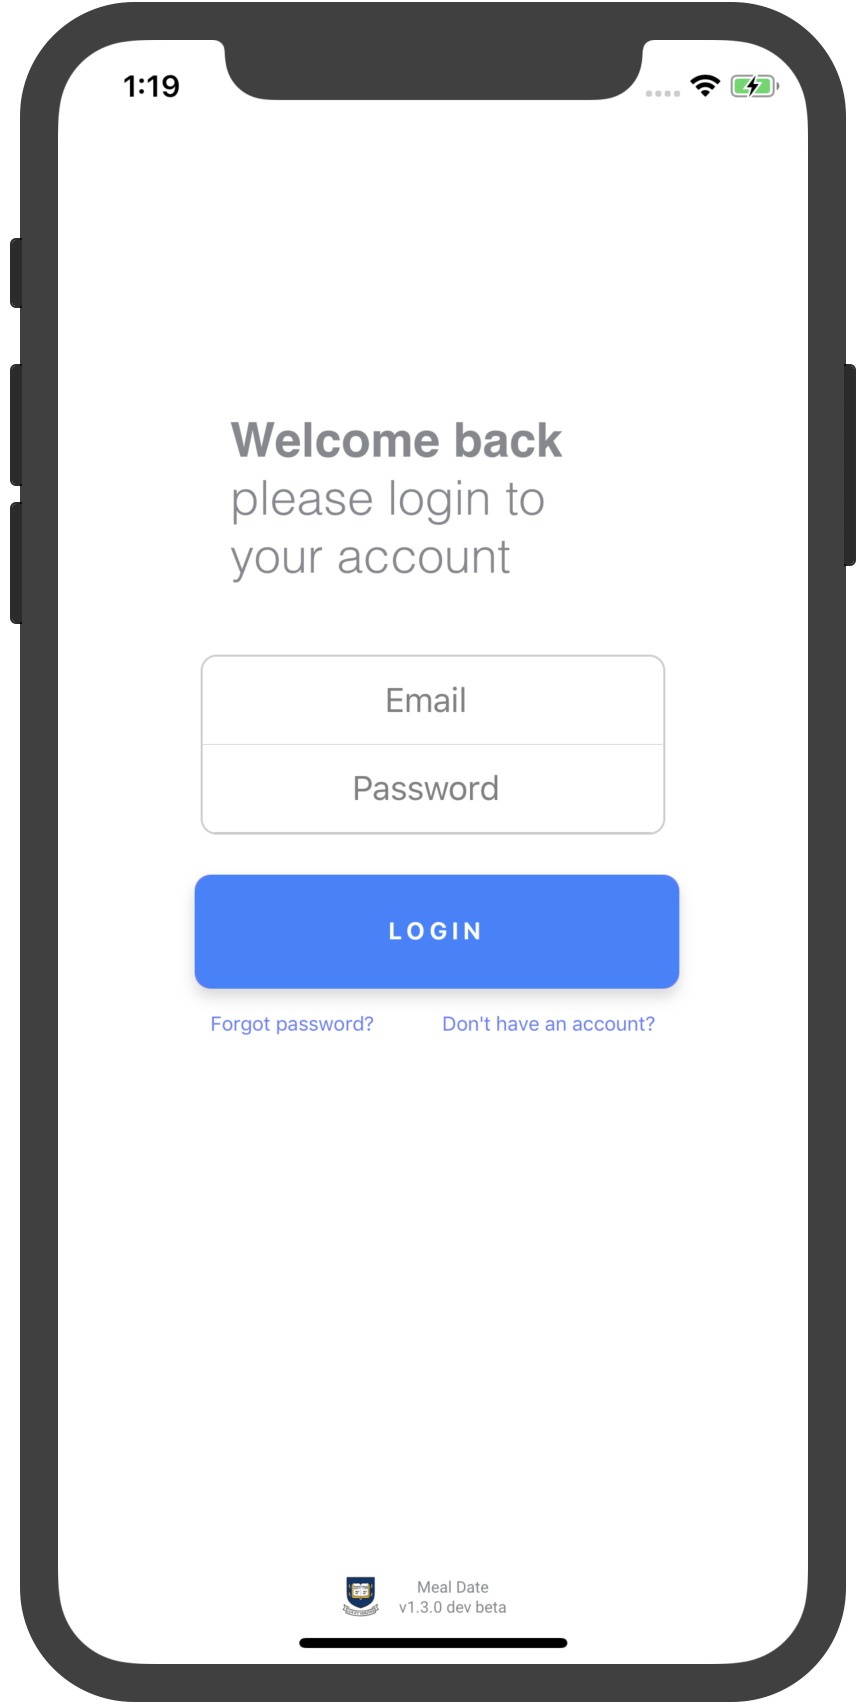 1:19
Welcome back
please login to
your account
Email
Password
LOGIN
Forgot password? Don't have an account?
Meal Date
v1.3.0 dev beta